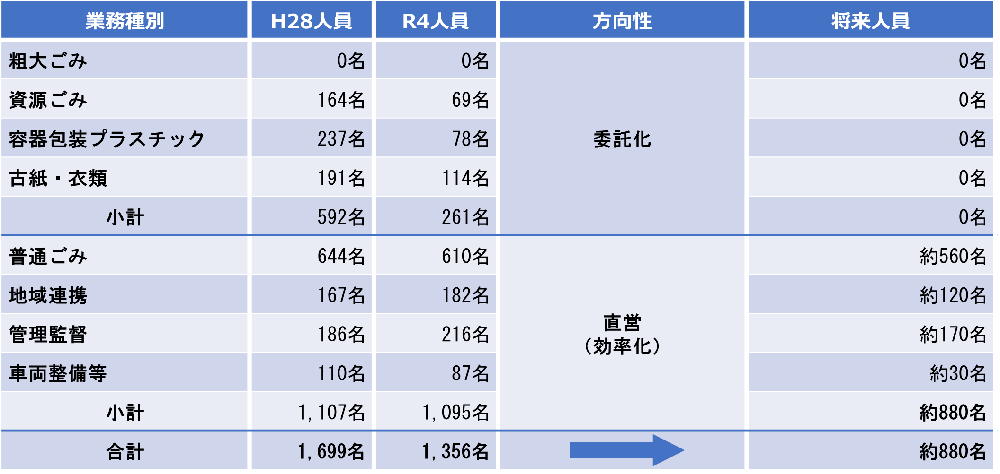 業務種別 H28人員 R4人員 方向性 将来人員
粗大ごみ 0名 0名 0名
資源ごみ 164名 69名 0名
容器包装プラスチック 237名 78名 委託化 0名
古紙・衣類 191名 114名 0名
小計 592名 261名 0名
普通ごみ 644名 610名 約560名
地域連携 167名 182名 約120名
直営
管理監督 186名 216名 約170名
（効率化）
車両整備等 110名 87名 約30名
小計 1,107名 1,095名 約880名
合計 1,699名 1,356名 約880名